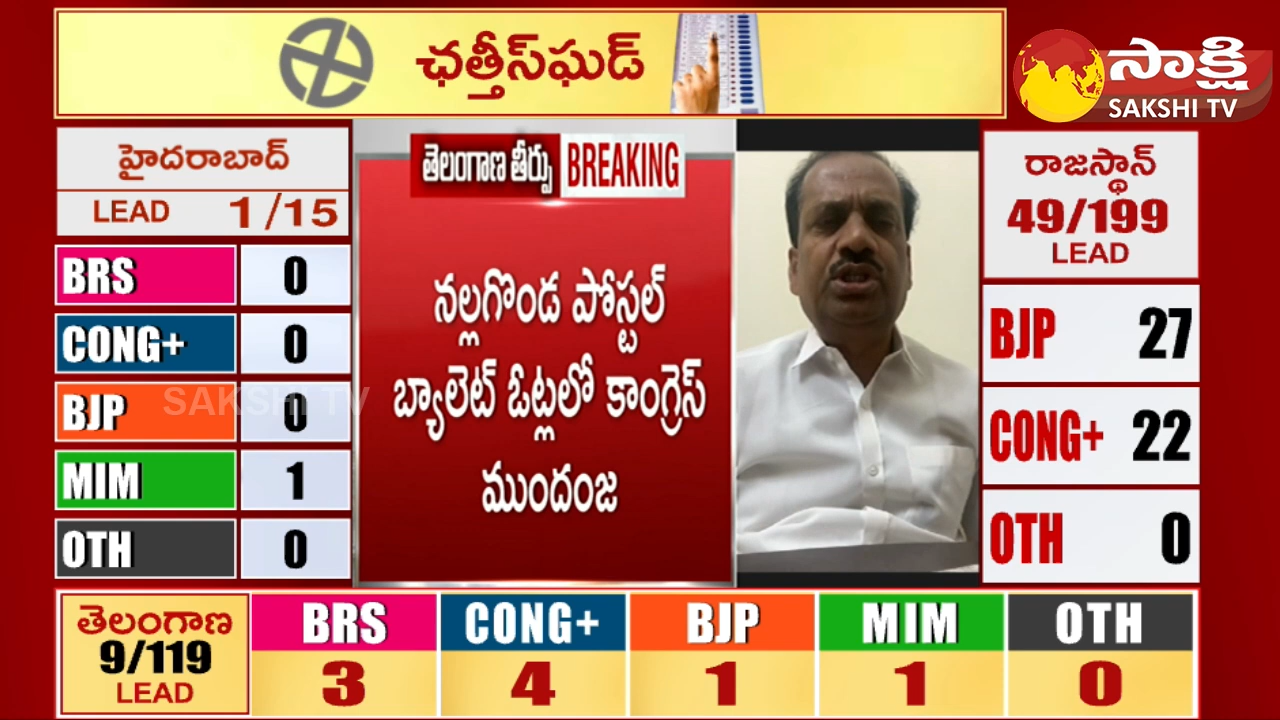 ఛత్తీస్‌ఘడ్
సాక్షి
SAKSHI TV
హైదరాబాద్
LEAD 1/15
BRS 0
CONG+ 0
BJP 0
MIM 1
OTH 0
SAKSHI TV
తెలంగాణ తీర్పు BREAKING
నల్లగొండ పోస్టల్
బ్యాలెట్ ఓట్లలో కాంగ్రెస్
ముందంజ
రాజస్థాన్
49/199
LEAD
BJP 27
CONG+ 22
OTH 0
తెలంగాణ
9/119
LEAD
BRS CONG+ BJP MIM OTH
3 4 1 1 0